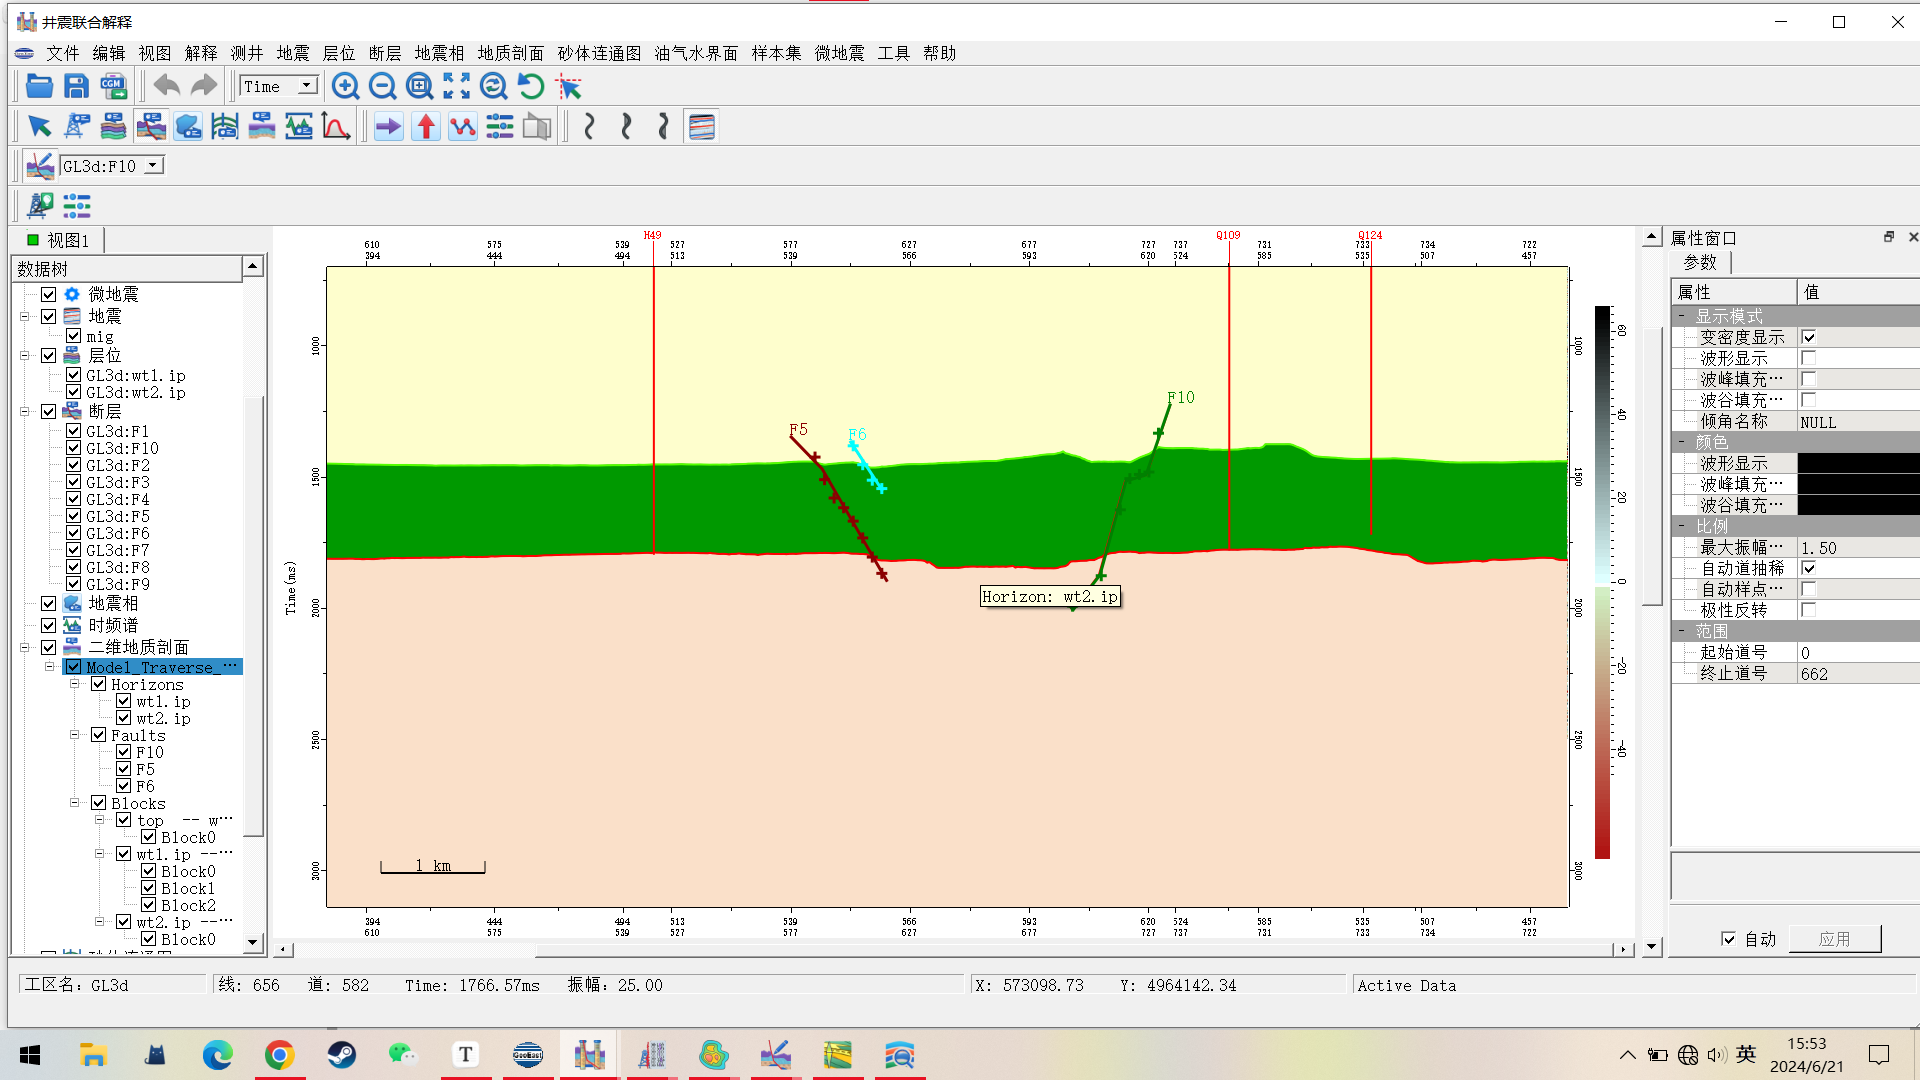 井震联合解释
文件 编辑 视图 解释 测井 地震 层位 断层 地震相 地质剖面 砂体连通图 油气水界面 样本集 微地震 工具 帮助
CGM
Time
GL3d:F10
视图1
数据树
微地震
地震
mig
层位
GL3d:wt1.ip
GL3d:wt2.ip
断层
GL3d:F1
GL3d:F10
GL3d:F2
GL3d:F3
GL3d:F4
GL3d:F5
GL3d:F6
GL3d:F7
GL3d:F8
GL3d:F9
地震相
时频谱
二维地质剖面
Model_Traverse_…
Horizons
wt1.ip
wt2.ip
Faults
F10
F5
F6
Blocks
top -- w…
Block0
wt1.ip --…
Block0
Block1
Block2
wt2.ip --…
Block0
H49 Q109 Q124
610 575 539 527 577 627 677 727 737 731 733 734 722
394 444 494 513 539 566 593 620 524 585 535 507 457
F5
F6
F10
Horizon: wt2.ip
Time(ms)
1000
1500
2000
2500
3000
1000
1500
2000
2500
3000
1 km
394 444 494 513 539 566 593 620 524 585 535 507 457
610 575 539 527 577 627 677 727 737 731 733 734 722
60
40
20
0
-20
-40
属性窗口
参数
属性 值
- 显示模式
变密度显示
波形显示
波峰填充…
波谷填充…
倾角名称 NULL
- 颜色
波形显示
波峰填充…
波谷填充…
- 比例
最大振幅… 1.50
自动道抽稀
自动样点…
极性反转
- 范围
起始道号 0
终止道号 662
自动 应用
工区名: GL3d 线: 656 道: 582 Time: 1766.57ms 振幅: 25.00 X: 573098.73 Y: 4964142.34 Active Data
T
GeoEast
英
15:53
2024/6/21